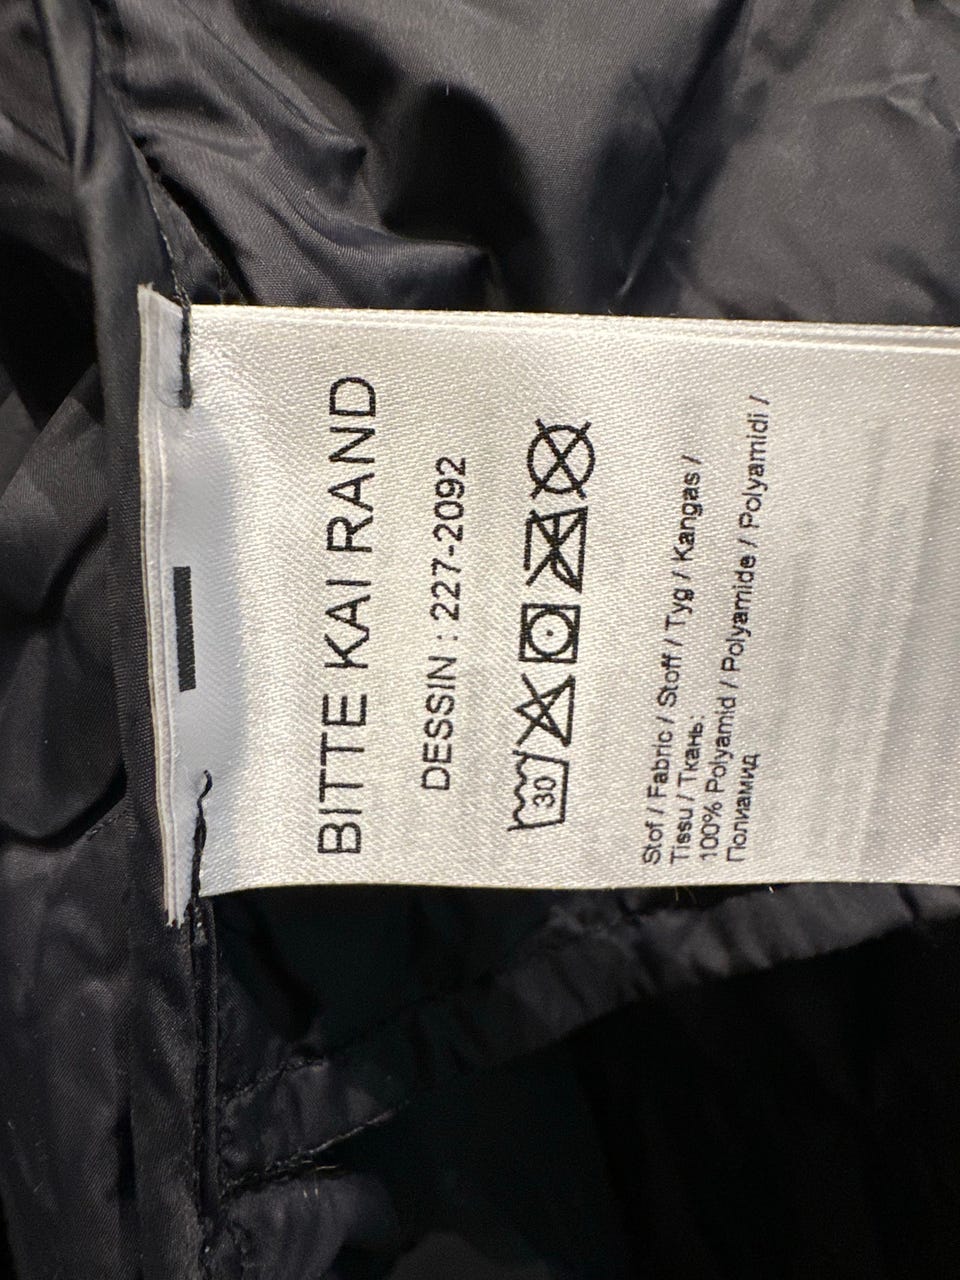 BITTE KAI RAND
DESSIN : 227-2092
30
Stof / Fabric / Stoff / Tyg / Kangas /
Tissu / Ткань:
100% Polyamid / Polyamide / Polyamidi /
Полиамид